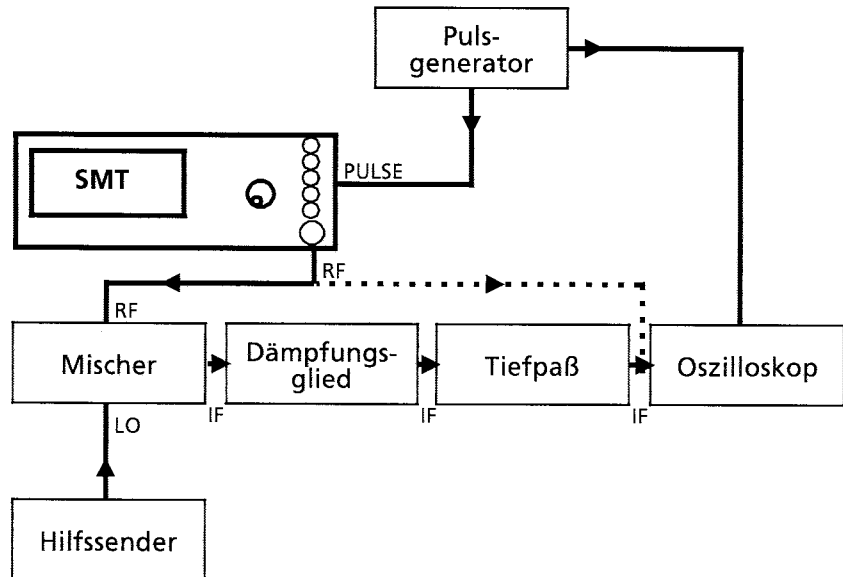 Puls-
generator
SMT
PULSE
RF
RF
Mischer
Dämpfungs-
glied
Tiefpaß
Oszilloskop
LO
IF
IF
IF
Hilfssender